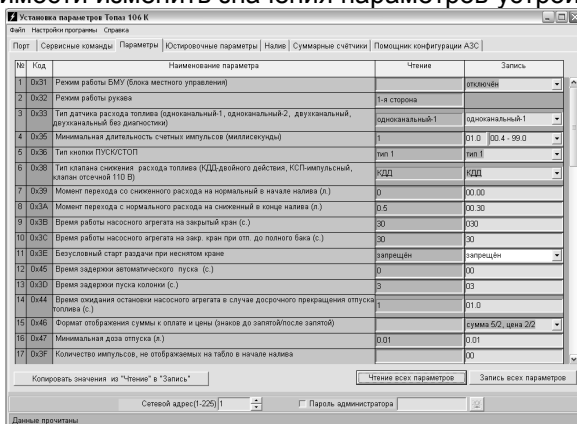 имости изменить значения параметров устрой
Установка параметров Топаз 106 К
Файл Настройки программы Справка
Порт Сервисные команды Параметры Юстировочные параметры Налив Суммарные счётчики Помощник конфигурации АЗС
№ Код Наименование параметра Чтение Запись
1 0x31 Режим работы БМУ (блока местного управления) отключён
2 0x32 Режим работы рукава 1-я сторона
3 0x33 Тип датчика расхода топлива (одноканальный-1, одноканальный-2, двухканальный, двухканальный без диагностики) одноканальный-1 одноканальный-1
4 0x35 Минимальная длительность счетных импульсов (миллисекунды) 1 01.0 00.4 - 99.0
5 0x36 Тип кнопки ПУСК/СТОП тип 1 тип 1
6 0x38 Тип клапана снижения расхода топлива (КДД-двойного действия, КСП-импульсный, клапан отсечной 110 В) КДД КДД
7 0x39 Момент перехода со сниженного расхода на нормальный в начале налива (л.) 0 00.00
8 0x3A Момент перехода с нормального расхода на сниженный в конце налива (л.) 0.5 00.30
9 0x3B Время работы насосного агрегата на закрытый кран (с.) 30 030
10 0x3C Время работы насосного агрегата на закр. кран при отп. до полного бака (с.) 30 30
11 0x3E Безусловный старт раздачи при неснятом кране запрещён запрещён
12 0x45 Время задержки автоматического пуска (с.) 0 00
13 0x3D Время задержки пуска колонки (с.) 3 03
14 0x44 Время ожидания остановки насосного агрегата в случае досрочного прекращения отпуска топлива (с.) 1 01.0
15 0x46 Формат отображения суммы к оплате и цены (знаков до запятой/после запятой) сумма 5/2, цена 2/2
16 0x47 Минимальная доза отпуска (л.) 0.01 0.01
17 0x3F Количество импульсов, не отображаемых на табло в начале налива 00
Копировать значения из "Чтение" в "Запись" Чтение всех параметров Запись всех параметров
Сетевой адрес(1-225) 1 Пароль администратора
Данные прочитаны